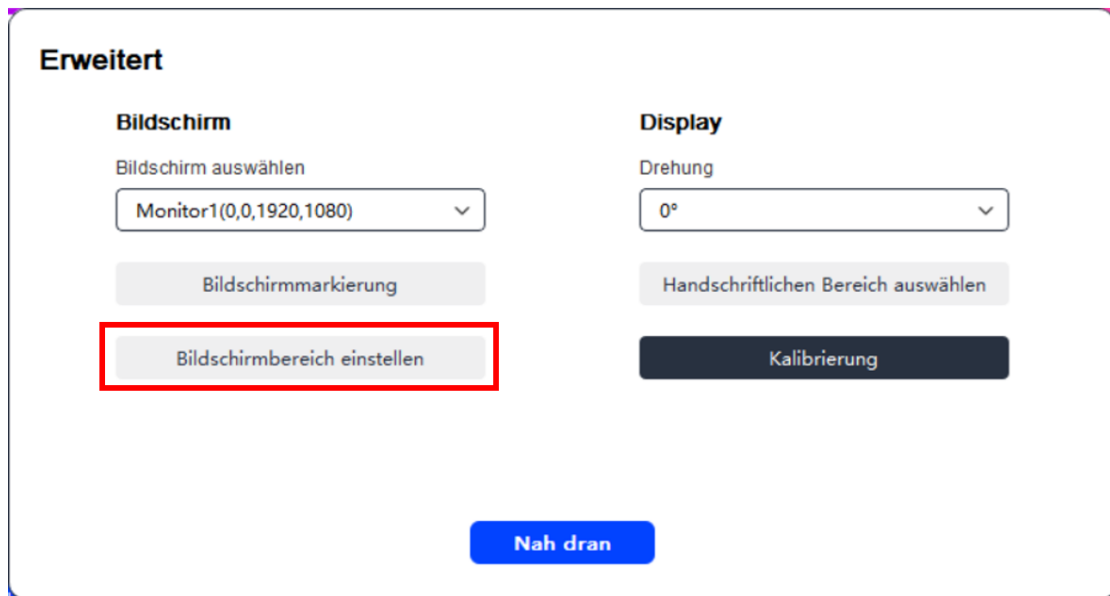 Erweitert
Bildschirm
Bildschirm auswählen
Monitor1(0,0,1920,1080)
Bildschirmmarkierung
Bildschirmbereich einstellen
Display
Drehung
0°
Handschriftlichen Bereich auswählen
Kalibrierung
Nah dran